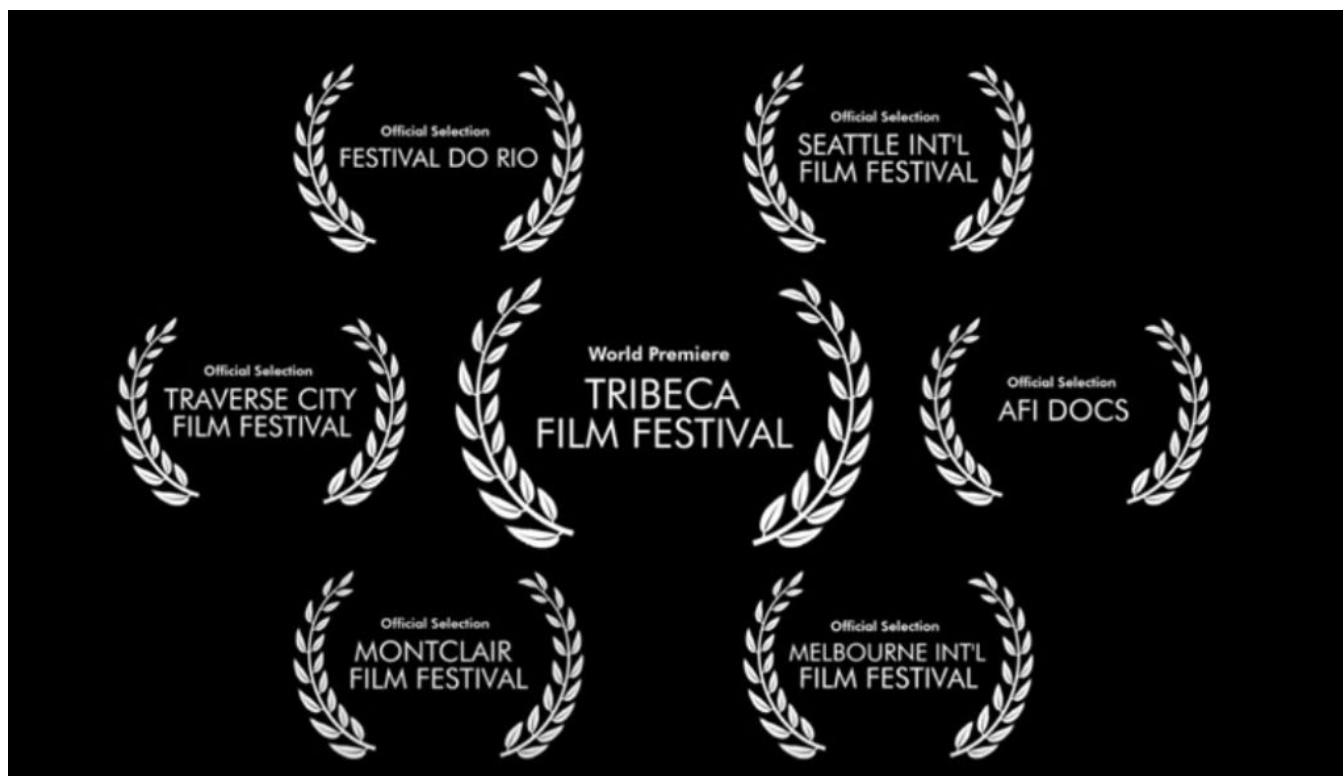 Official Selection
FESTIVAL DO RIO
Official Selection
SEATTLE INT'L
FILM FESTIVAL
Official Selection
TRAVERSE CITY
FILM FESTIVAL
World Premiere
TRIBECA
FILM FESTIVAL
Official Selection
AFI DOCS
Official Selection
MONTCLAIR
FILM FESTIVAL
Official Selection
MELBOURNE INT'L
FILM FESTIVAL